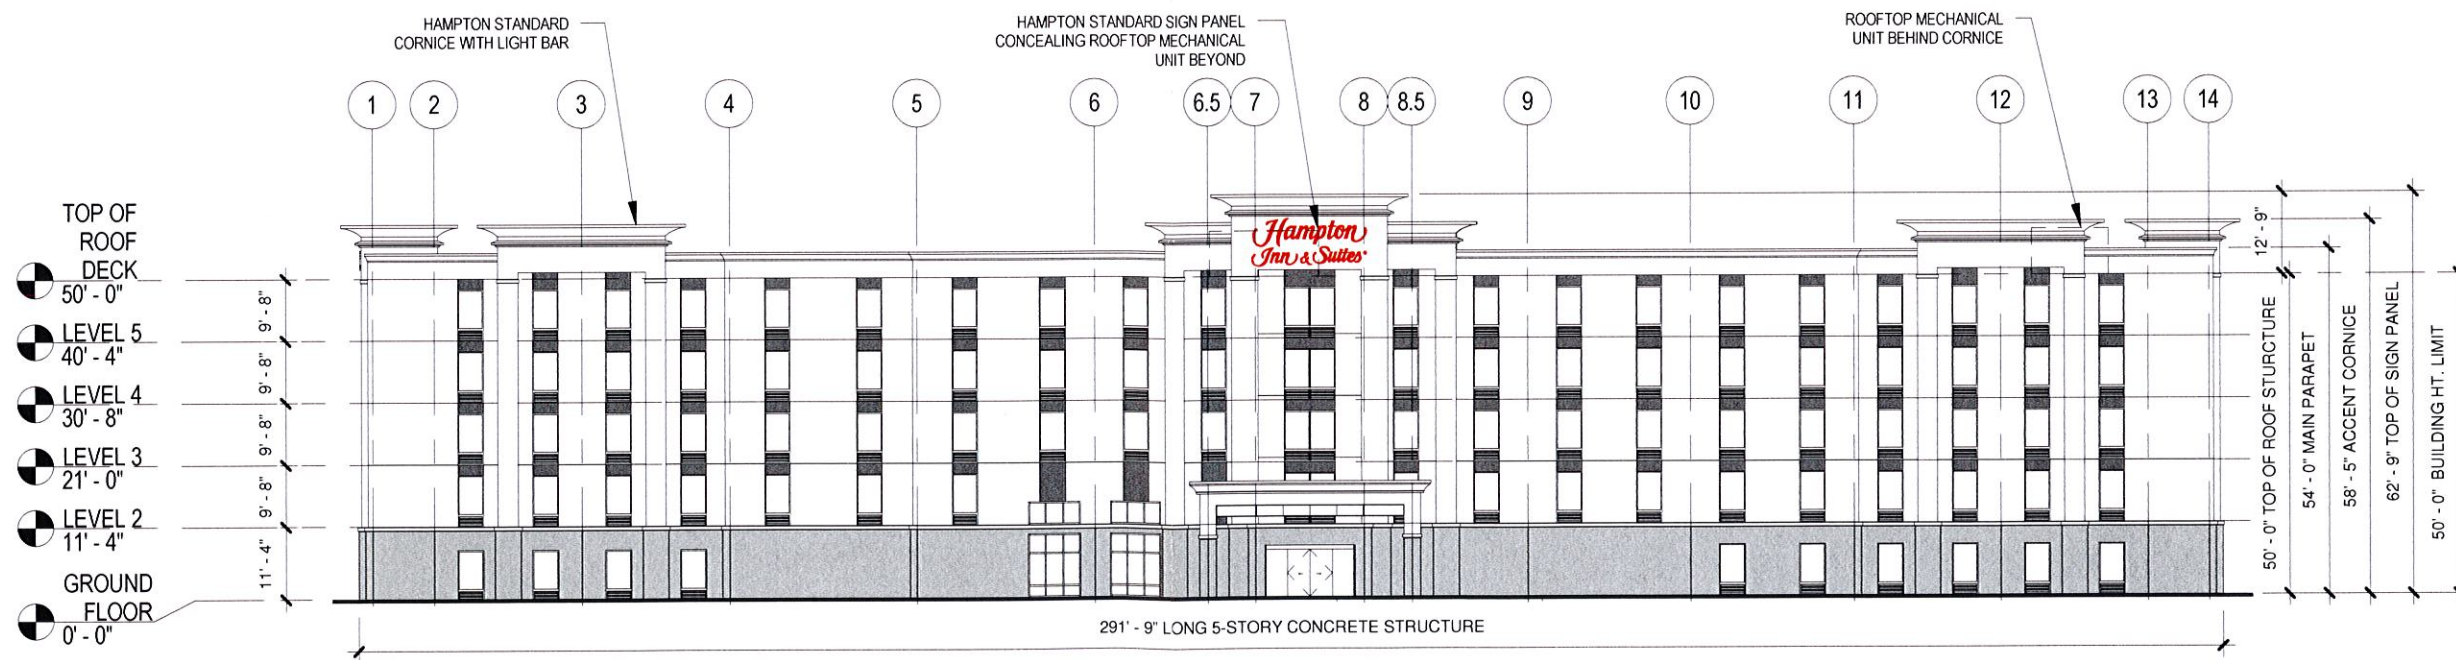 HAMPTON STANDARD
CORNICE WITH LIGHT BAR
HAMPTON STANDARD SIGN PANEL
CONCEALING ROOFTOP MECHANICAL
UNIT BEYOND
ROOFTOP MECHANICAL
UNIT BEHIND CORNICE
1
2
3
4
5
6
6.5
7
8
8.5
9
10
11
12
13
14
Hampton
Inn & Suites
TOP OF
ROOF
DECK
50' - 0"
LEVEL 5
40' - 4"
LEVEL 4
30' - 8"
LEVEL 3
21' - 0"
LEVEL 2
11' - 4"
GROUND
FLOOR
0' - 0"
9' - 8"
9' - 8"
9' - 8"
9' - 8"
11' - 4"
12' - 9"
50' - 0" TOP OF ROOF STURCTURE
54' - 0" MAIN PARAPET
58' - 5" ACCENT CORNICE
62' - 9" TOP OF SIGN PANEL
50' - 0" BUILDING HT. LIMIT
291' - 9" LONG 5-STORY CONCRETE STRUCTURE